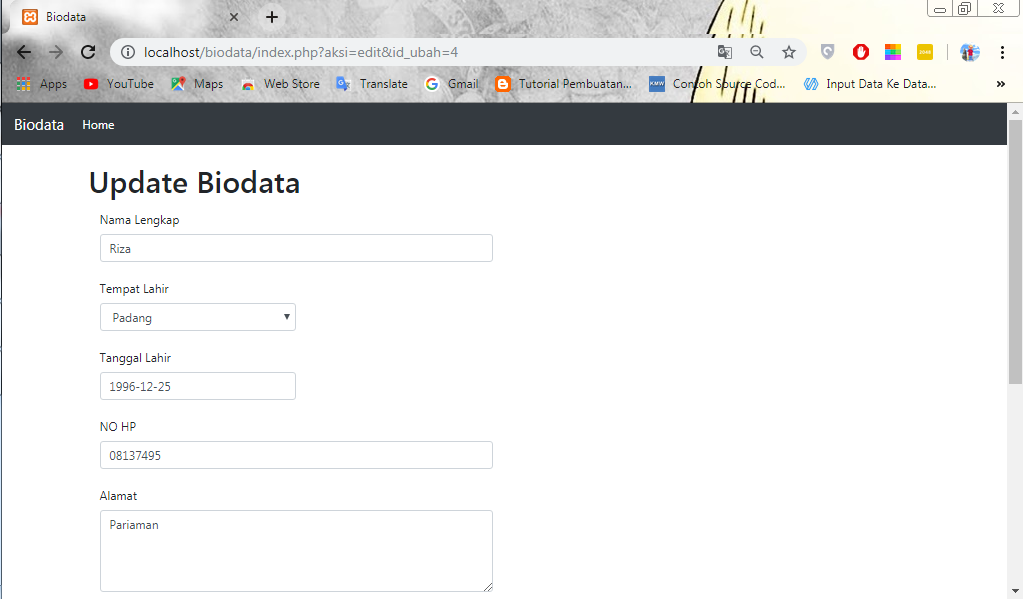 Biodata
localhost/biodata/index.php?aksi=edit&id_ubah=4
Apps YouTube Maps Web Store Translate Gmail Tutorial Pembuatan... Contoh Source Cod... Input Data Ke Data... »
Biodata Home
Update Biodata
Nama Lengkap
Riza
Tempat Lahir
Padang
Tanggal Lahir
1996-12-25
NO HP
08137495
Alamat
Pariaman